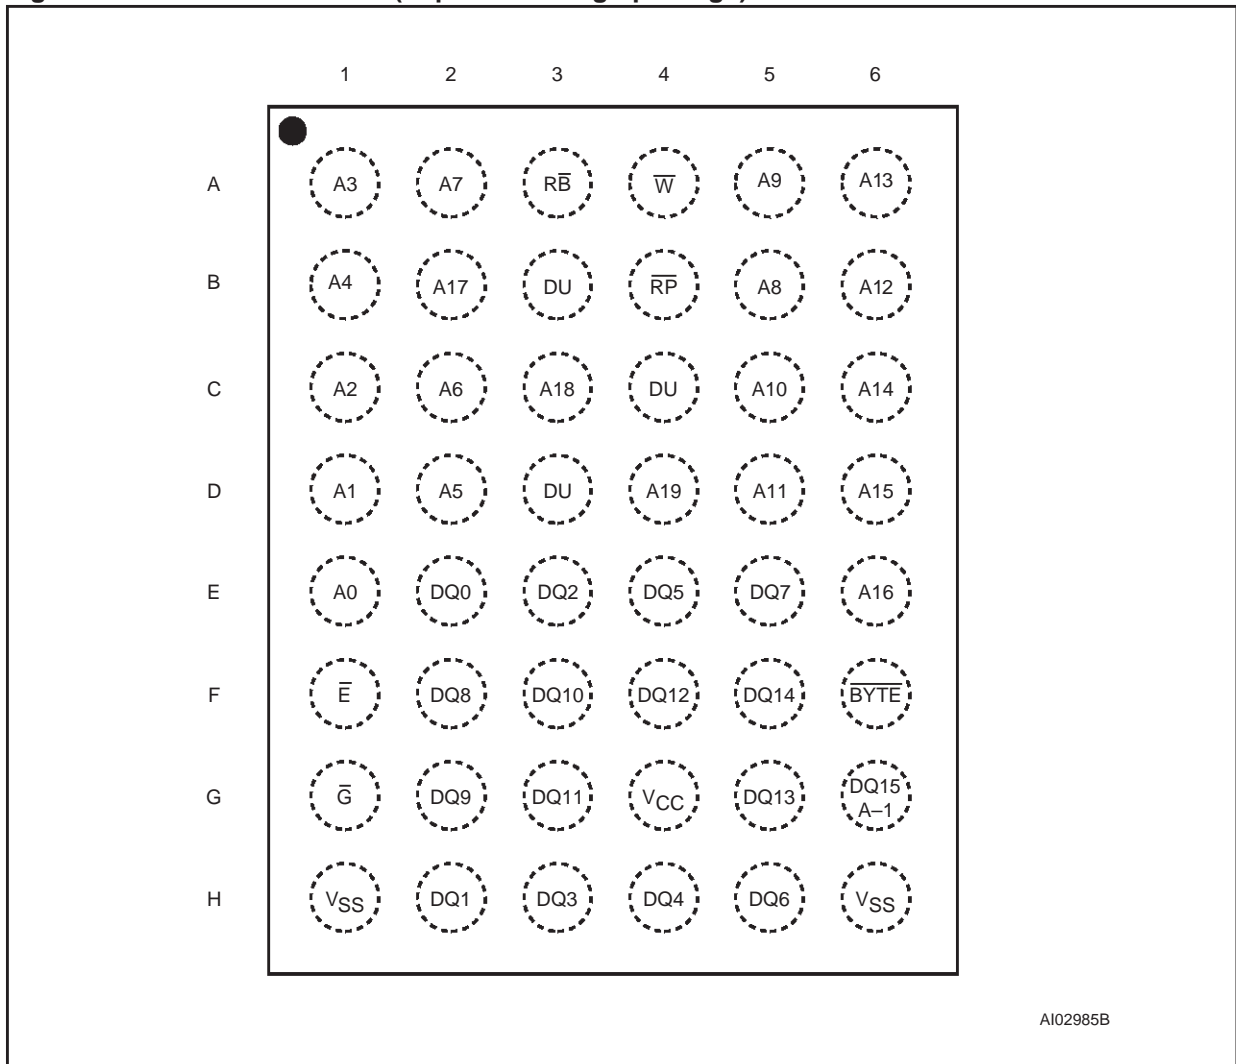 1 2 3 4 5 6
A A3 A7 RB̅ W̅ A9 A13
B A4 A17 DU R̅P̅ A8 A12
C A2 A6 A18 DU A10 A14
D A1 A5 DU A19 A11 A15
E A0 DQ0 DQ2 DQ5 DQ7 A16
F E̅ DQ8 DQ10 DQ12 DQ14 B̅Y̅T̅E̅
G G̅ DQ9 DQ11 VCC DQ13 DQ15 A–1
H VSS DQ1 DQ3 DQ4 DQ6 VSS
AI02985B